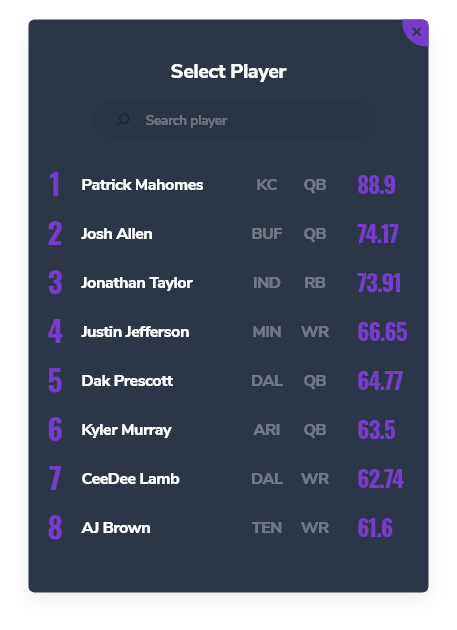 Select Player
Search player
1 Patrick Mahomes KC QB 88.9
2 Josh Allen BUF QB 74.17
3 Jonathan Taylor IND RB 73.91
4 Justin Jefferson MIN WR 66.65
5 Dak Prescott DAL QB 64.77
6 Kyler Murray ARI QB 63.5
7 CeeDee Lamb DAL WR 62.74
8 AJ Brown TEN WR 61.6